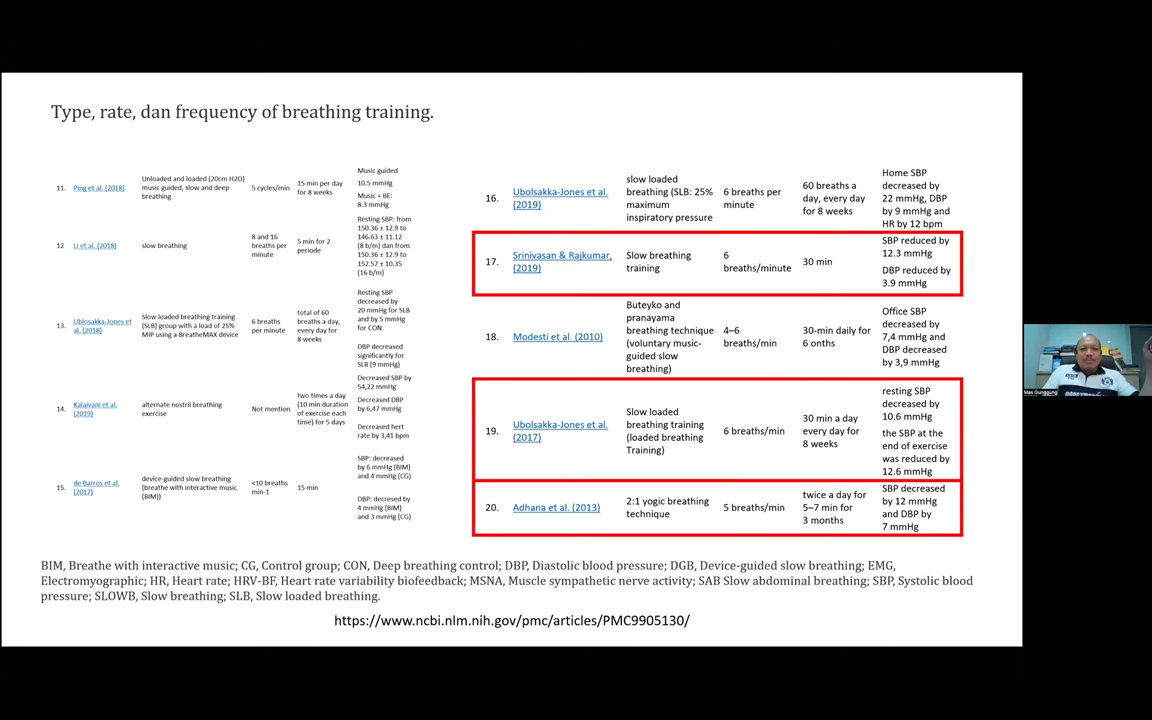 Type, rate, dan frequency of breathing training.
11. Ping et al. (2018) Unloaded and loaded (20cm H2O) music guided, slow and deep breathing 5 cycles/min 15 min per day for 8 weeks Music guided 10.5 mmHg Music + BE: 8.3 mmHg
12 Li et al. (2018) slow breathing 8 and 16 breaths per minute 5 min for 2 periode Resting SBP: from 150.36 ± 12.9 to 146.63 ± 11.12 (8 b/m) dan from 150.36 ± 12.9 to 152.57 ± 10.35 (16 b/m)
13. Ublosakka-Jones et al. (2018) Slow loaded breathing training (SLB) group with a load of 25% MIP using a BreatheMAX device 6 breaths per minute total of 60 breaths a day, every day for 8 weeks Resting SBP decreased by 20 mmHg for SLB and by 5 mmHg for CON. DBP decreased significantly for SLB (9 mmHg)
14. Kalaivani et al. (2019) alternate nostril breathing exercise Not mention two times a day (10 min duration of exercise each time) for 5 days Decreased SBP by 54,22 mmHg Decreased DBP by 6,47 mmHg Decreased hert rate by 3,41 bpm
15. de Barros et al. (2017) device-guided slow breathing (breathe with interactive music (BIM)) <10 breaths min-1 15 min SBP: decreased by 6 mmHg (BIM) and 4 mmHg (CG) DBP: decresed by 4 mmHg (BIM) and 3 mmHg (CG)
16. Ubolsakka-Jones et al. (2019) slow loaded breathing (SLB: 25% maximum inspiratory pressure 6 breaths per minute 60 breaths a day, every day for 8 weeks Home SBP decreased by 22 mmHg, DBP by 9 mmHg and HR by 12 bpm
17. Srinivasan & Rajkumar, (2019) Slow breathing training 6 breaths/minute 30 min SBP reduced by 12.3 mmHg DBP reduced by 3.9 mmHg
18. Modesti et al. (2010) Buteyko and pranayama breathing technique (voluntary music-guided slow breathing) 4–6 breaths/min 30-min daily for 6 onths Office SBP decreased by 7,4 mmHg and DBP decreased by 3,9 mmHg
19. Ubolsakka-Jones et al. (2017) Slow loaded breathing training (loaded breathing Training) 6 breaths/min 30 min a day every day for 8 weeks resting SBP decreased by 10.6 mmHg the SBP at the end of exercise was reduced by 12.6 mmHg
20. Adhana et al. (2013) 2:1 yogic breathing technique 5 breaths/min twice a day for 5–7 min for 3 months SBP decreased by 12 mmHg and DBP by 7 mmHg
BIM, Breathe with interactive music; CG, Control group; CON, Deep breathing control; DBP, Diastolic blood pressure; DGB, Device-guided slow breathing; EMG,
Electromyographic; HR, Heart rate; HRV-BF, Heart rate variability biofeedback; MSNA, Muscle sympathetic nerve activity; SAB Slow abdominal breathing; SBP, Systolic blood
pressure; SLOWB, Slow breathing; SLB, Slow loaded breathing.
https://www.ncbi.nlm.nih.gov/pmc/articles/PMC9905130/
Mas Gunggung